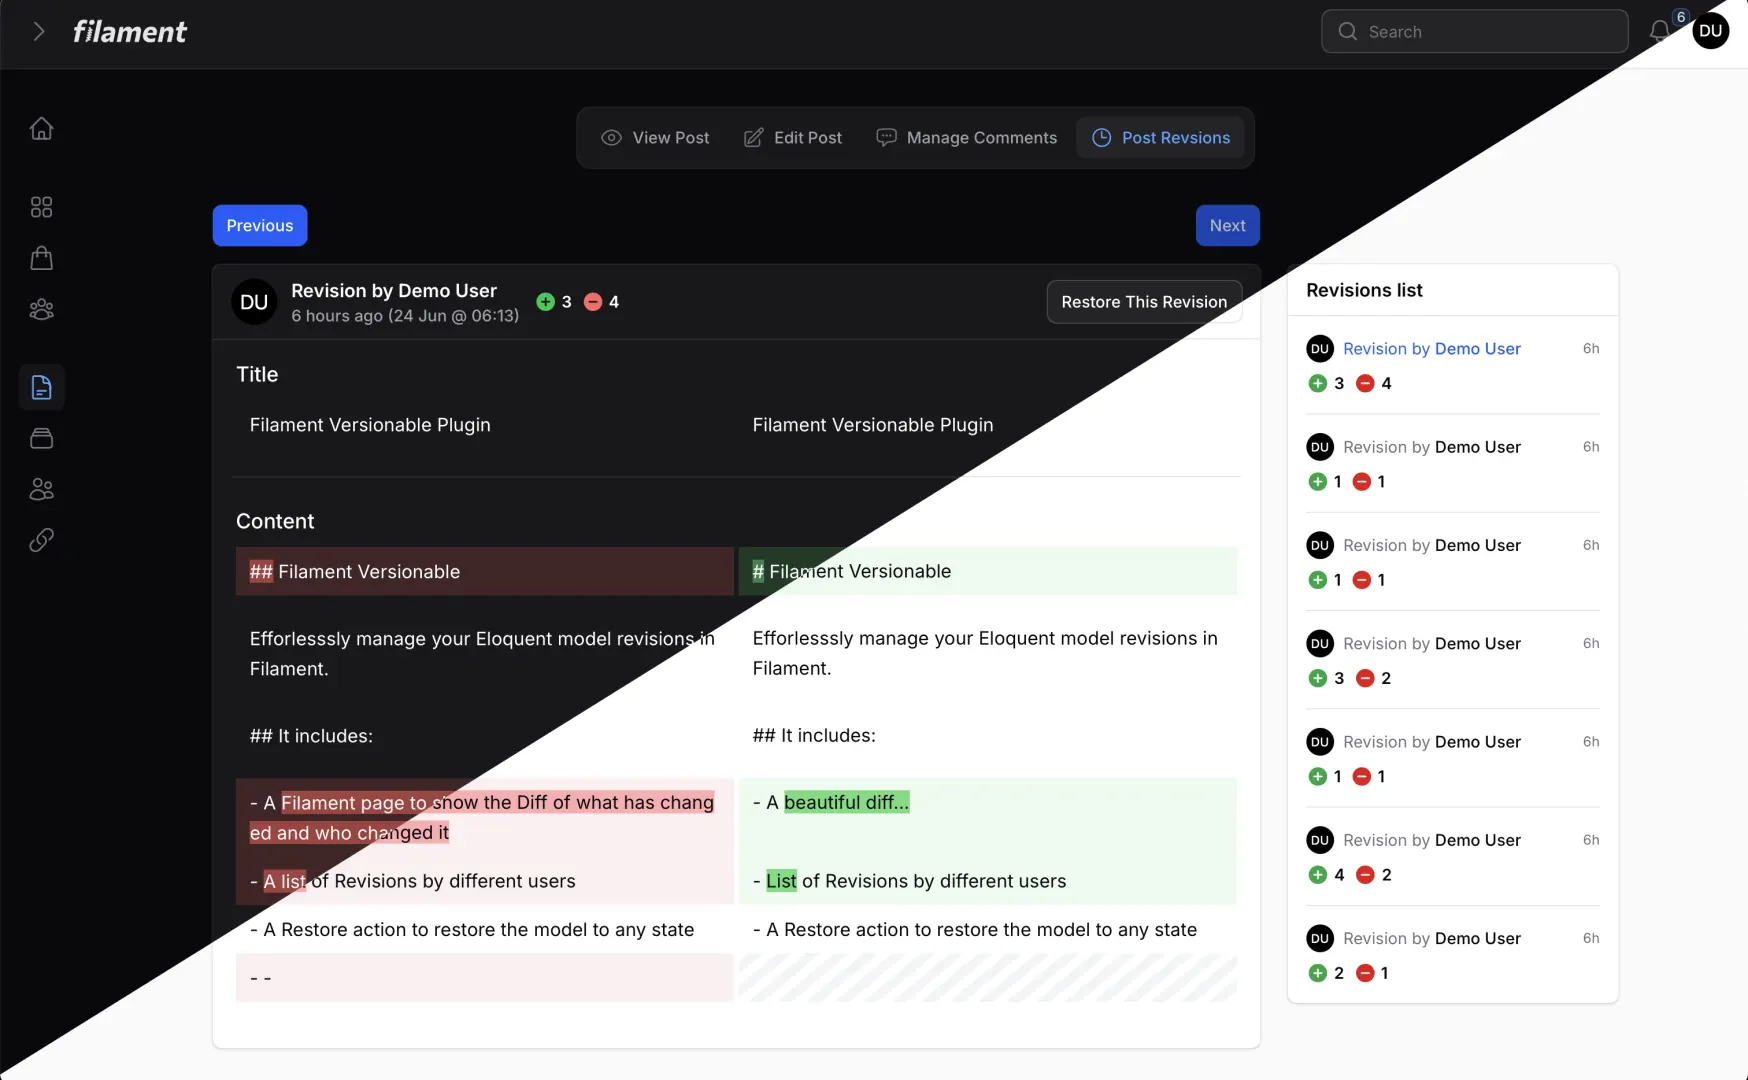 filament
Search
6
DU
View Post
Edit Post
Manage Comments
Post Revsions
Previous
Next
DU
Revision by Demo User
6 hours ago (24 Jun @ 06:13)
3
4
Restore This Revision
Title
Filament Versionable Plugin
Filament Versionable Plugin
Content
## Filament Versionable
# Filament Versionable
Efforlesssly manage your Eloquent model revisions in
Filament.
Efforlesssly manage your Eloquent model revisions in
Filament.
## It includes:
## It includes:
- A Filament page to show the Diff of what has chang
ed and who changed it
- A beautiful diff...
- A list of Revisions by different users
- List of Revisions by different users
- A Restore action to restore the model to any state
- A Restore action to restore the model to any state
- -
Revisions list
DU Revision by Demo User 6h
3 4
DU Revision by Demo User 6h
1 1
DU Revision by Demo User 6h
1 1
DU Revision by Demo User 6h
3 2
DU Revision by Demo User 6h
1 1
DU Revision by Demo User 6h
4 2
DU Revision by Demo User 6h
2 1